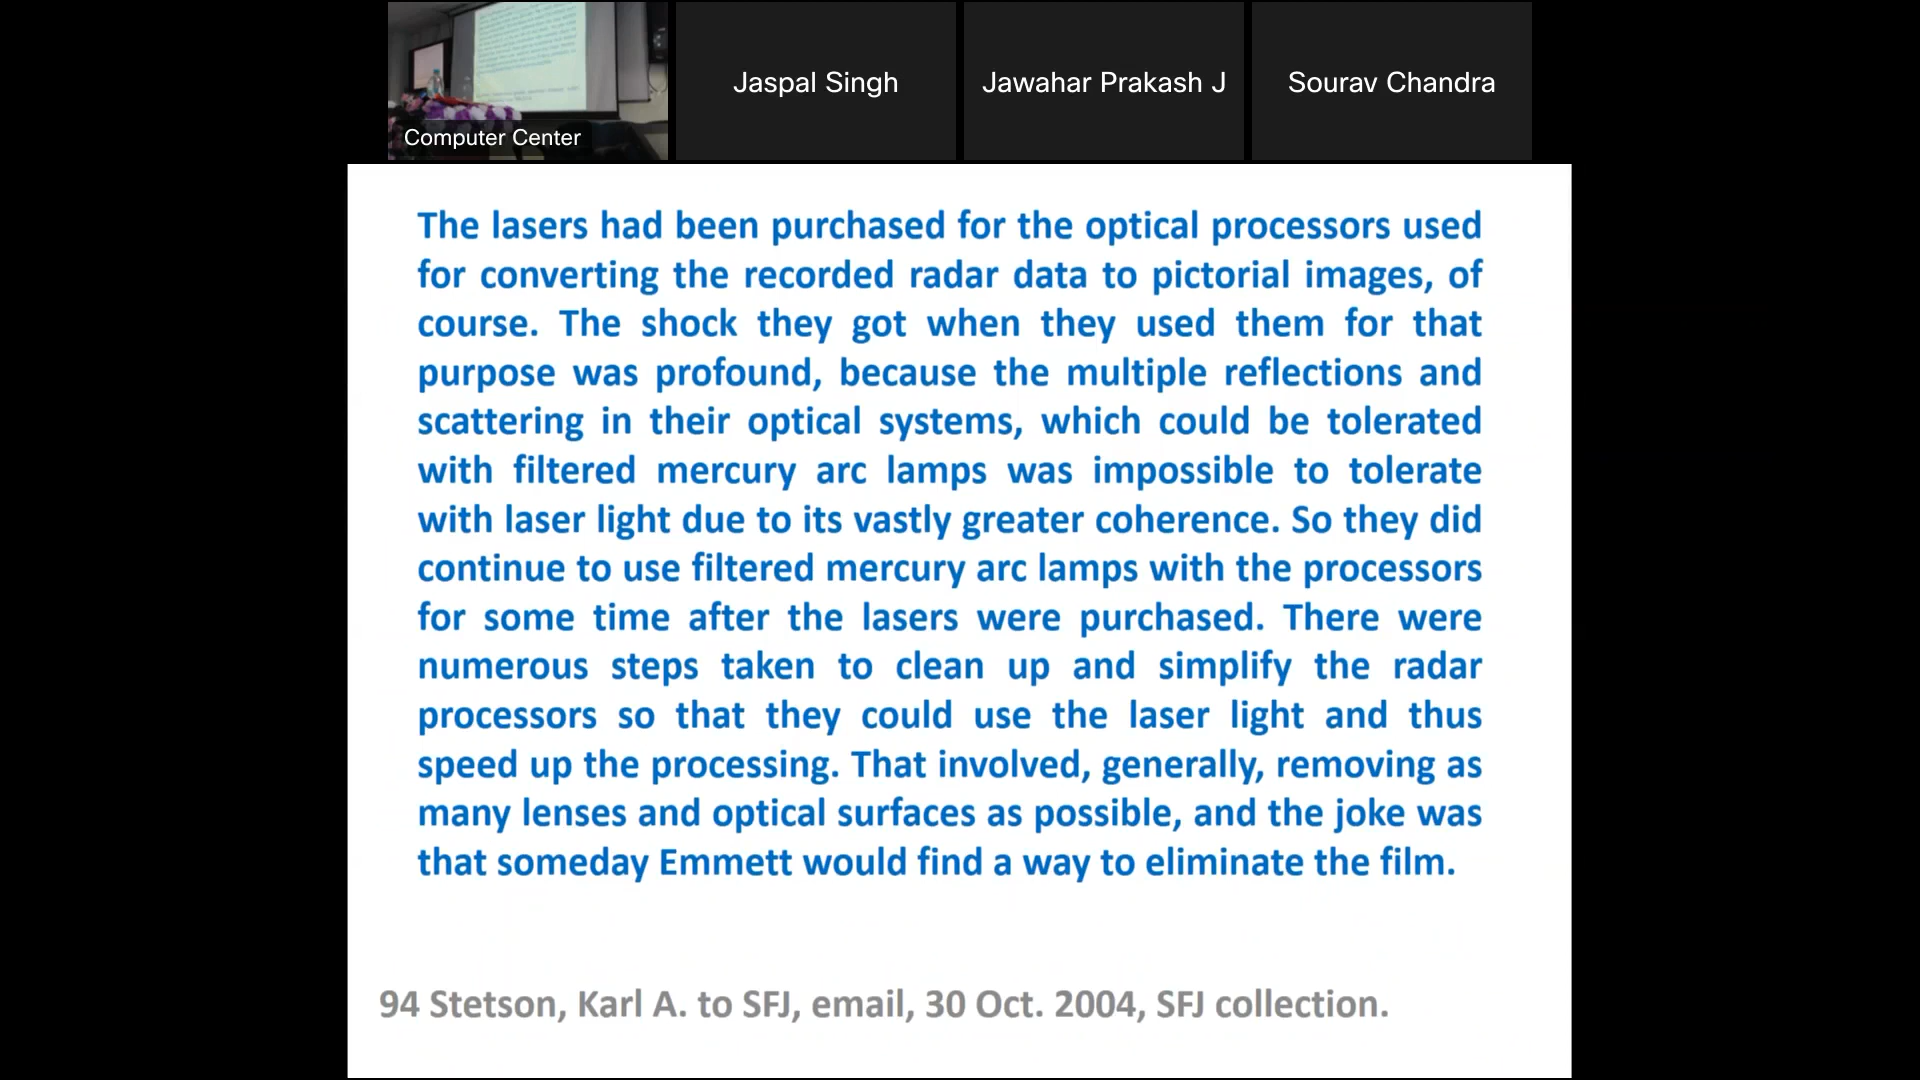 Computer Center
Jaspal Singh
Jawahar Prakash J
Sourav Chandra
The lasers had been purchased for the optical processors used
for converting the recorded radar data to pictorial images, of
course. The shock they got when they used them for that
purpose was profound, because the multiple reflections and
scattering in their optical systems, which could be tolerated
with filtered mercury arc lamps was impossible to tolerate
with laser light due to its vastly greater coherence. So they did
continue to use filtered mercury arc lamps with the processors
for some time after the lasers were purchased. There were
numerous steps taken to clean up and simplify the radar
processors so that they could use the laser light and thus
speed up the processing. That involved, generally, removing as
many lenses and optical surfaces as possible, and the joke was
that someday Emmett would find a way to eliminate the film.
94 Stetson, Karl A. to SFJ, email, 30 Oct. 2004, SFJ collection.